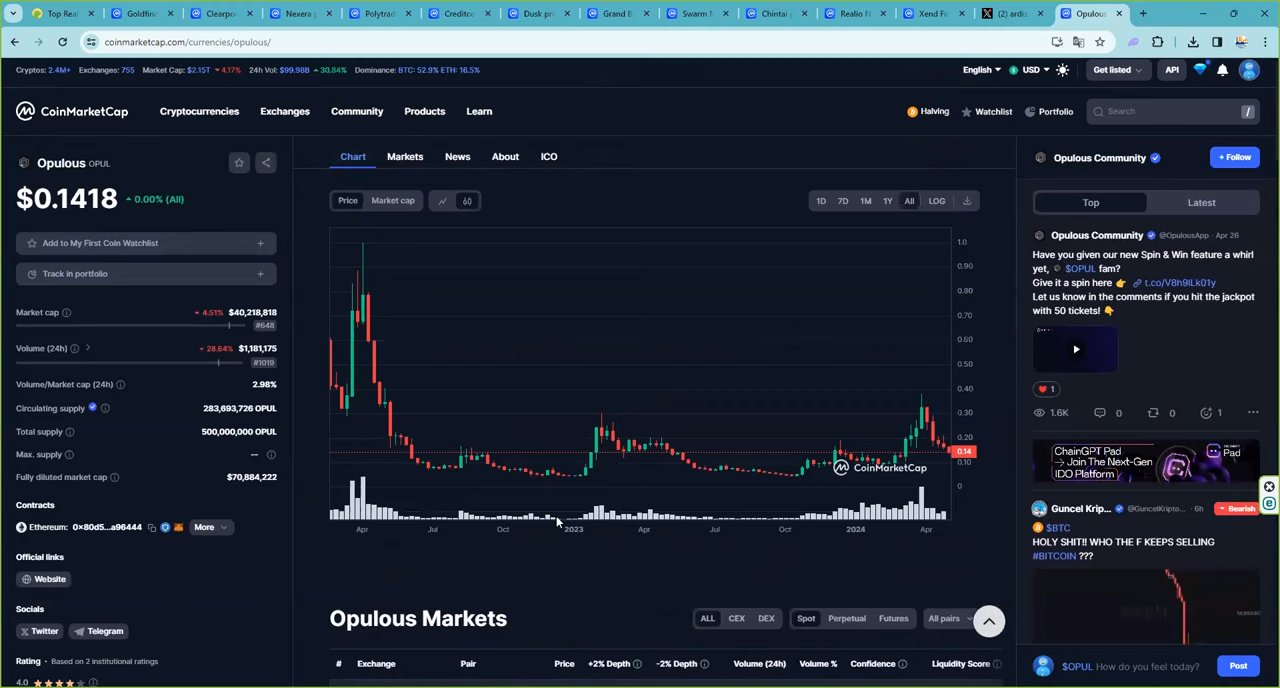 Top Real
Goldfinc
Clearpoo
Nexera p
Polytrad
Creditco
Dusk pr
Grand B
Swarm M
Chintai p
Realio N
Xend Fin
(2) ardiz
Opulous
coinmarketcap.com/currencies/opulous/
Cryptos: 2.4M+ Exchanges: 755 Market Cap: $2.15T 4.17% 24h Vol: $99.98B 30.84% Dominance: BTC: 52.9% ETH: 16.5%
English USD Get listed API
CoinMarketCap Cryptocurrencies Exchanges Community Products Learn
Halving Watchlist Portfolio Search /
Opulous OPUL
$0.1418 0.00% (All)
Add to My First Coin Watchlist +
Track in portfolio +
Market cap 4.51% $40,218,818
#648
Volume (24h) 28.64% $1,181,175
#1019
Volume/Market cap (24h) 2.98%
Circulating supply 283,693,726 OPUL
Total supply 500,000,000 OPUL
Max. supply —
Fully diluted market cap $70,884,222
Contracts
Ethereum: 0x80d5...a96444 More
Official links
Website
Socials
Twitter Telegram
Rating · Based on 2 institutional ratings
4.0
Chart Markets News About ICO
Price Market cap
1D 7D 1M 1Y All LOG
1.0
0.90
0.80
0.70
0.60
0.50
0.40
0.30
0.20
0.14
0.10
0
CoinMarketCap
Apr Jul Oct 2023 Apr Jul Oct 2024 Apr
Opulous Markets
ALL CEX DEX Spot Perpetual Futures All pairs
# Exchange Pair Price +2% Depth -2% Depth Volume (24h) Volume % Confidence Liquidity Score
Opulous Community + Follow
Top Latest
Opulous Community @OpulousApp · Apr 26
Have you given our new Spin & Win feature a whirl
yet, $OPUL fam?
Give it a spin here 👉 t.co/V8h9ILk01y
Let us know in the comments if you hit the jackpot
with 50 tickets! 👇
❤️ 1
1.6K 0 0 1 ...
ChainGPT Pad
→ Join The Next-Gen
IDO Platform
Pad
Guncel Krip... @GuncelKripto... · 6h Bearish
$BTC
HOLY SHIT!! WHO THE F KEEPS SELLING
#BITCOIN ???
$OPUL How do you feel today? Post